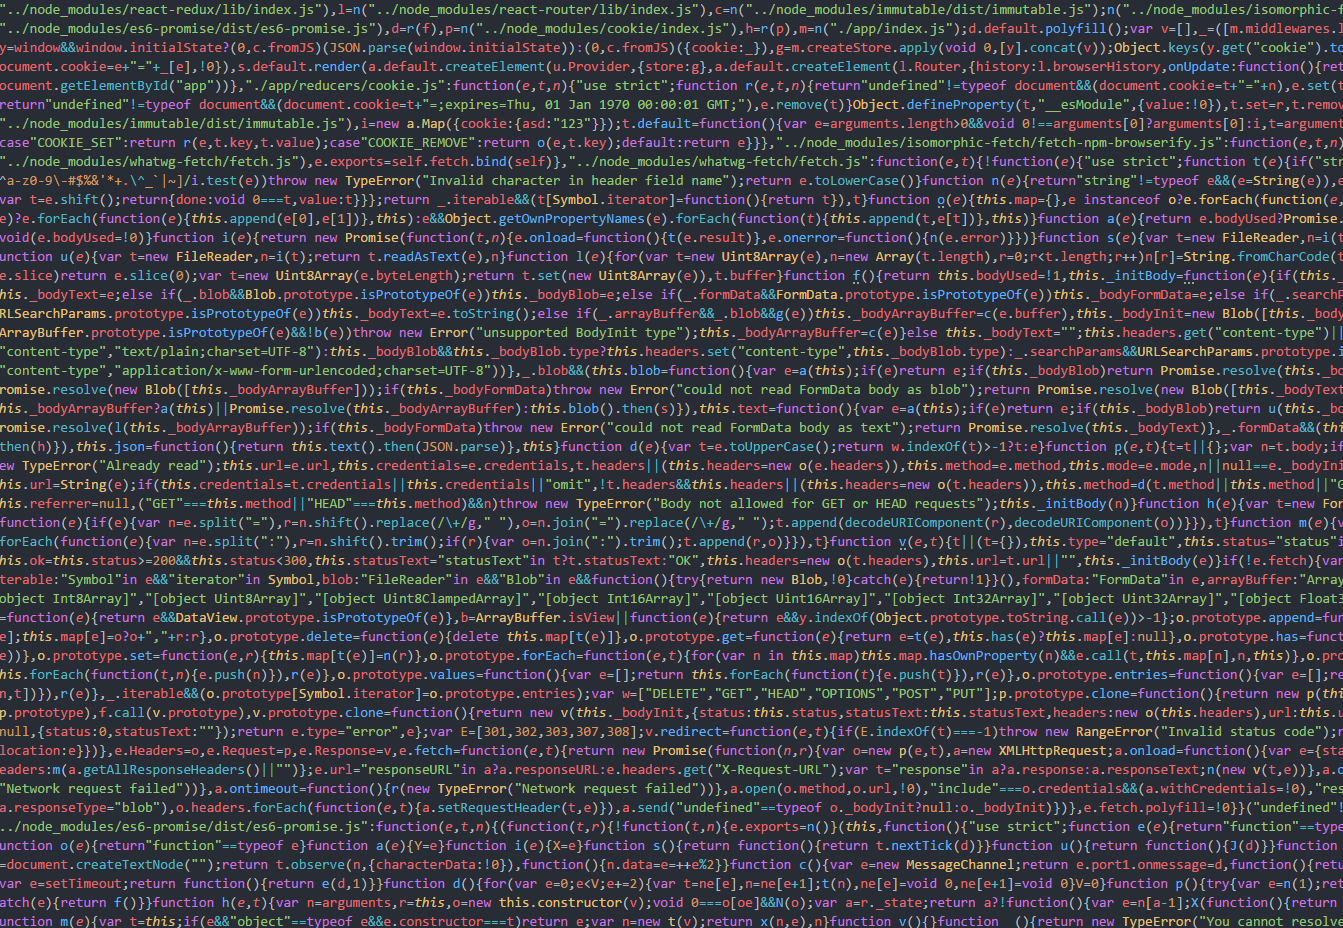 "../node_modules/react-redux/lib/index.js"),l=n("../node_modules/react-router/lib/index.js"),c=n("../node_modules/immutable/dist/immutable.js");n("../node_modules/isomorphic-f
"../node_modules/es6-promise/dist/es6-promise.js"),d=r(f),p=n("../node_modules/cookie/index.js"),h=r(p),m=n("./app/index.js");d.default.polyfill();var v=[],_=([m.middlewares.l
y=window&&window.initialState?(0,c.fromJS)(JSON.parse(window.initialState)):(0,c.fromJS)({cookie:_}),g=m.createStore.apply(void 0,[y].concat(v));Object.keys(y.get("cookie").to
ocument.cookie=e+"="+_[e],!0}),s.default.render(a.default.createElement(u.Provider,{store:g},a.default.createElement(l.Router,{history:l.browserHistory,onUpdate:function(){ret
ocument.getElementById("app"))},"./app/reducers/cookie.js":function(e,t,n){"use strict";function r(e,t,n){return"undefined"!=typeof document&&(document.cookie=t+"="+n),e.set(t
return"undefined"!=typeof document&&(document.cookie=t+"=;expires=Thu, 01 Jan 1970 00:00:01 GMT;"),e.remove(t)}Object.defineProperty(t,"__esModule",{value:!0}),t.set=r,t.remov
"../node_modules/immutable/dist/immutable.js"),i=new a.Map({cookie:{asd:"123"}});t.default=function(){var e=arguments.length>0&&void 0!==arguments[0]?arguments[0]:i,t=argument
case"COOKIE_SET":return r(e,t.key,t.value);case"COOKIE_REMOVE":return o(e,t.key);default:return e}}},"../node_modules/isomorphic-fetch/fetch-npm-browserify.js":function(e,t,n)
"../node_modules/whatwg-fetch/fetch.js"),e.exports=self.fetch.bind(self)},"../node_modules/whatwg-fetch/fetch.js":function(e,t){!function(e){"use strict";function t(e){if("str
^a-z0-9\-#$%&'*+.\^_`|~]/i.test(e))throw new TypeError("Invalid character in header field name");return e.toLowerCase()}function n(e){return"string"!=typeof e&&(e=String(e)),e
var t=e.shift();return{done:void 0===t,value:t}}};return _.iterable&&(t[Symbol.iterator]=function(){return t}),t}function o(e){this.map={},e instanceof o?e.forEach(function(e,
e)?e.forEach(function(e){this.append(e[0],e[1])},this):e&&Object.getOwnPropertyNames(e).forEach(function(t){this.append(t,e[t])},this)}function a(e){return e.bodyUsed?Promise.
void(e.bodyUsed=!0)}function i(e){return new Promise(function(t,n){e.onload=function(){t(e.result)},e.onerror=function(){n(e.error)}})}function s(e){var t=new FileReader,n=i(t
unction u(e){var t=new FileReader,n=i(t);return t.readAsText(e),n}function l(e){for(var t=new Uint8Array(e),n=new Array(t.length),r=0;r<t.length;r++)n[r]=String.fromCharCode(t
e.slice)return e.slice(0);var t=new Uint8Array(e.byteLength);return t.set(new Uint8Array(e)),t.buffer}function f(){return this.bodyUsed=!1,this._initBody=function(e){if(this._
his._bodyText=e;else if(_.blob&&Blob.prototype.isPrototypeOf(e))this._bodyBlob=e;else if(_.formData&&FormData.prototype.isPrototypeOf(e))this._bodyFormData=e;else if(_.searchP
RLSearchParams.prototype.isPrototypeOf(e))this._bodyText=e.toString();else if(_.arrayBuffer&&_.blob&&g(e))this._bodyArrayBuffer=c(e.buffer),this._bodyInit=new Blob([this._body
ArrayBuffer.prototype.isPrototypeOf(e)&&!b(e))throw new Error("unsupported BodyInit type");this._bodyArrayBuffer=c(e)}else this._bodyText="";this.headers.get("content-type")||
"content-type","text/plain;charset=UTF-8"):this._bodyBlob&&this._bodyBlob.type?this.headers.set("content-type",this._bodyBlob.type):_.searchParams&&URLSearchParams.prototype.i
"content-type","application/x-www-form-urlencoded;charset=UTF-8"))},_.blob&&(this.blob=function(){var e=a(this);if(e)return e;if(this._bodyBlob)return Promise.resolve(this._bo
romise.resolve(new Blob([this._bodyArrayBuffer]));if(this._bodyFormData)throw new Error("could not read FormData body as blob");return Promise.resolve(new Blob([this._bodyText
his._bodyArrayBuffer?a(this)||Promise.resolve(this._bodyArrayBuffer):this.blob().then(s)}),this.text=function(){var e=a(this);if(e)return e;if(this._bodyBlob)return u(this._bo
romise.resolve(l(this._bodyArrayBuffer));if(this._bodyFormData)throw new Error("could not read FormData body as text");return Promise.resolve(this._bodyText)},_.formData&&(thi
then(h)}),this.json=function(){return this.text().then(JSON.parse)},this}function d(e){var t=e.toUpperCase();return w.indexOf(t)>-1?t:e}function p(e,t){t=t||{};var n=t.body;if
ew TypeError("Already read");this.url=e.url,this.credentials=e.credentials,t.headers||(this.headers=new o(e.headers)),this.method=e.method,this.mode=e.mode,n||null==e._bodyIni
this.url=String(e);if(this.credentials=t.credentials||this.credentials||"omit",!t.headers&&this.headers||(this.headers=new o(t.headers)),this.method=d(t.method||this.method||"G
this.referrer=null,("GET"===this.method||"HEAD"===this.method)&&n)throw new TypeError("Body not allowed for GET or HEAD requests");this._initBody(n)}function h(e){var t=new For
function(e){if(e){var n=e.split("="),r=n.shift().replace(/\+/g," "),o=n.join("=").replace(/\+/g," ");t.append(decodeURIComponent(r),decodeURIComponent(o))}}),t}function m(e){v
forEach(function(e){var n=e.split(":"),r=n.shift().trim();if(r){var o=n.join(":").trim();t.append(r,o)}}),t}function v(e,t){t||(t={}),this.type="default",this.status="status"i
his.ok=this.status>=200&&this.status<300,this.statusText="statusText"in t?t.statusText:"OK",this.headers=new o(t.headers),this.url=t.url||"",this._initBody(e)}if(!e.fetch){var
terable:"Symbol"in e&&"iterator"in Symbol,blob:"FileReader"in e&&"Blob"in e&&function(){try{return new Blob,!0}catch(e){return!1}}(),formData:"FormData"in e,arrayBuffer:"Array
object Int8Array]","[object Uint8Array]","[object Uint8ClampedArray]","[object Int16Array]","[object Uint16Array]","[object Int32Array]","[object Uint32Array]","[object Float3
=function(e){return e&&DataView.prototype.isPrototypeOf(e)},b=ArrayBuffer.isView||function(e){return e&&y.indexOf(Object.prototype.toString.call(e))>-1};o.prototype.append=fun
e];this.map[e]=o?o+","+r:r},o.prototype.delete=function(e){delete this.map[t(e)]},o.prototype.get=function(e){return e=t(e),this.has(e)?this.map[e]:null},o.prototype.has=funct
e))},o.prototype.set=function(e,r){this.map[t(e)]=n(r)},o.prototype.forEach=function(e,t){for(var n in this.map)this.map.hasOwnProperty(n)&&e.call(t,this.map[n],n,this)},o.pro
this.forEach(function(t,n){e.push(n)}),r(e)},o.prototype.values=function(){var e=[];return this.forEach(function(t){e.push(t)}),r(e)},o.prototype.entries=function(){var e=[];re
n,t])}),r(e)},_.iterable&&(o.prototype[Symbol.iterator]=o.prototype.entries);var w=["DELETE","GET","HEAD","OPTIONS","POST","PUT"];p.prototype.clone=function(){return new p(thi
p.prototype),f.call(v.prototype),v.prototype.clone=function(){return new v(this._bodyInit,{status:this.status,statusText:this.statusText,headers:new o(this.headers),url:this.u
null,{status:0,statusText:""});return e.type="error",e};var E=[301,302,303,307,308];v.redirect=function(e,t){if(E.indexOf(t)===-1)throw new RangeError("Invalid status code");r
location:e}})},e.Headers=o,e.Request=p,e.Response=v,e.fetch=function(e,t){return new Promise(function(n,r){var o=new p(e,t),a=new XMLHttpRequest;a.onload=function(){var e={sta
eaders:m(a.getAllResponseHeaders()||"")};e.url="responseURL"in a?a.responseURL:e.headers.get("X-Request-URL");var t="response"in a?a.response:a.responseText;n(new v(t,e))},a.o
"Network request failed"))},a.ontimeout=function(){r(new TypeError("Network request failed"))},a.open(o.method,o.url,!0),"include"===o.credentials&&(a.withCredentials=!0),"res
a.responseType="blob"),o.headers.forEach(function(e,t){a.setRequestHeader(t,e)}),a.send("undefined"==typeof o._bodyInit?null:o._bodyInit)})},e.fetch.polyfill=!0}}("undefined"!
../node_modules/es6-promise/dist/es6-promise.js":function(e,t,n){(function(t,r){!function(t,n){e.exports=n()}(this,function(){"use strict";function e(e){return"function"==type
unction o(e){return"function"==typeof e}function a(e){Y=e}function i(e){X=e}function s(){return function(){return t.nextTick(d)}}function u(){return function(){J(d)}}function
=document.createTextNode("");return t.observe(n,{characterData:!0}),function(){n.data=e=++e%2}}function c(){var e=new MessageChannel;return e.port1.onmessage=d,function(){retu
var e=setTimeout;return function(){return e(d,1)}}function d(){for(var e=0;e<V;e+=2){var t=ne[e],n=ne[e+1];t(n),ne[e]=void 0,ne[e+1]=void 0}V=0}function p(){try{var e=n(1);ret
atch(e){return f()}}function h(e,t){var n=arguments,r=this,o=new this.constructor(v);void 0===o[oe]&&N(o);var a=r._state;return a?!function(){var e=n[a-1];X(function(){return
unction m(e){var t=this;if(e&&"object"==typeof e&&e.constructor===t)return e;var n=new t(v);return x(n,e),n}function v(){}function _(){return new TypeError("You cannot resolve